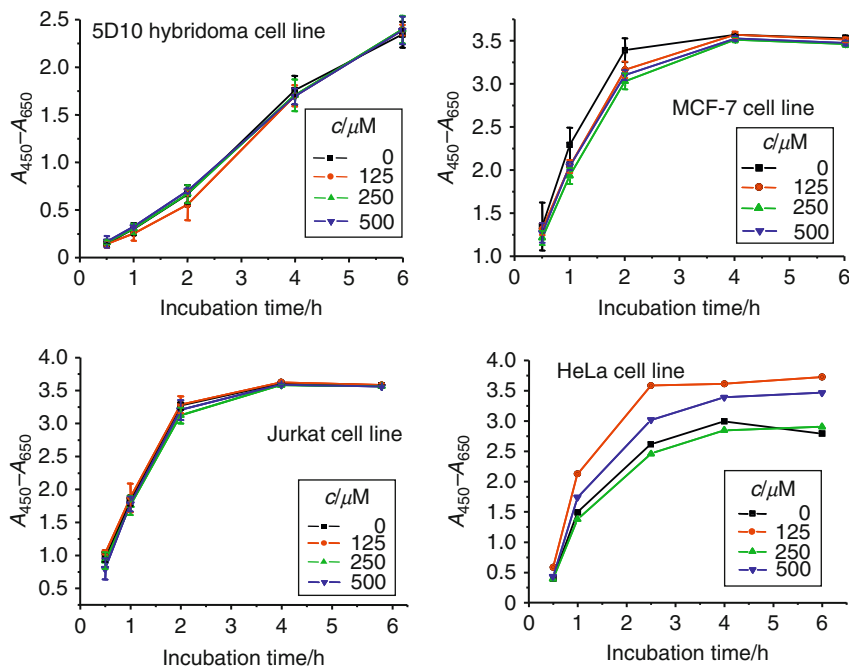 5D10 hybridoma cell line
A450–A650
2.5
2.0
1.5
1.0
0.5
0
c/μM
0
125
250
500
0 1 2 3 4 5 6
Incubation time/h
MCF-7 cell line
A450–A650
3.5
3.0
2.5
2.0
1.5
1.0
c/μM
0
125
250
500
0 1 2 3 4 5 6
Incubation time/h
Jurkat cell line
A450–A650
4.0
3.5
3.0
2.5
2.0
1.5
1.0
0.5
c/μM
0
125
250
500
0 1 2 3 4 5 6
Incubation time/h
HeLa cell line
A450–A650
4.0
3.5
3.0
2.5
2.0
1.5
1.0
0.5
0
c/μM
0
125
250
500
0 1 2 3 4 5 6 7
Incubation time/h